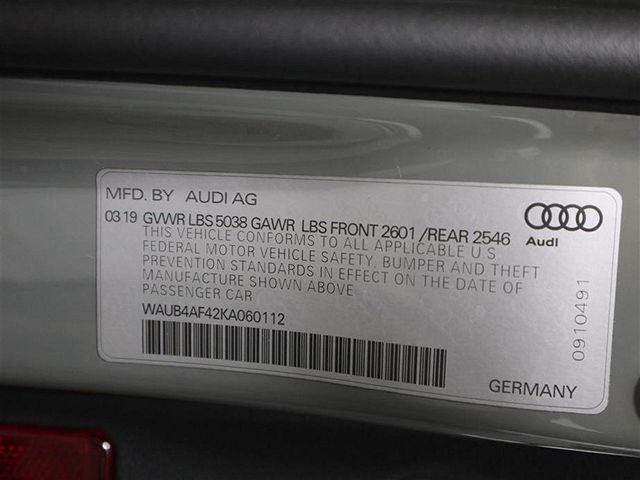 MFD. BY AUDI AG
03 19 GVWR LBS 5038 GAWR LBS FRONT 2601 /REAR 2546
THIS VEHICLE CONFORMS TO ALL APPLICABLE U S
FEDERAL MOTOR VEHICLE SAFETY, BUMPER AND THEFT
PREVENTION STANDARDS IN EFFECT ON THE DATE OF
MANUFACTURE SHOWN ABOVE
PASSENGER CAR
WAUB4AF42KA060112
Audi
0910491
GERMANY